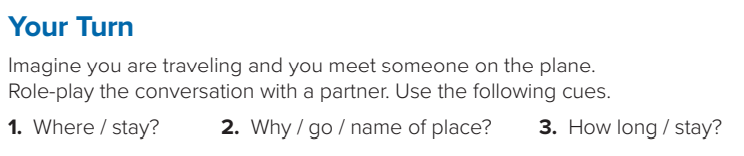 Your Turn
Imagine you are traveling and you meet someone on the plane.
Role-play the conversation with a partner. Use the following cues.
1. Where / stay? 2. Why / go / name of place? 3. How long / stay?